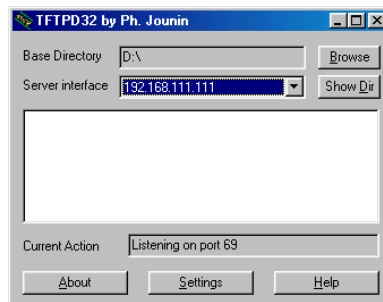 TFTPD32 by Ph. Jounin
Base Directory D:\ Browse
Server interface 192.168.111.111 Show Dir
Current Action Listening on port 69
About Settings Help